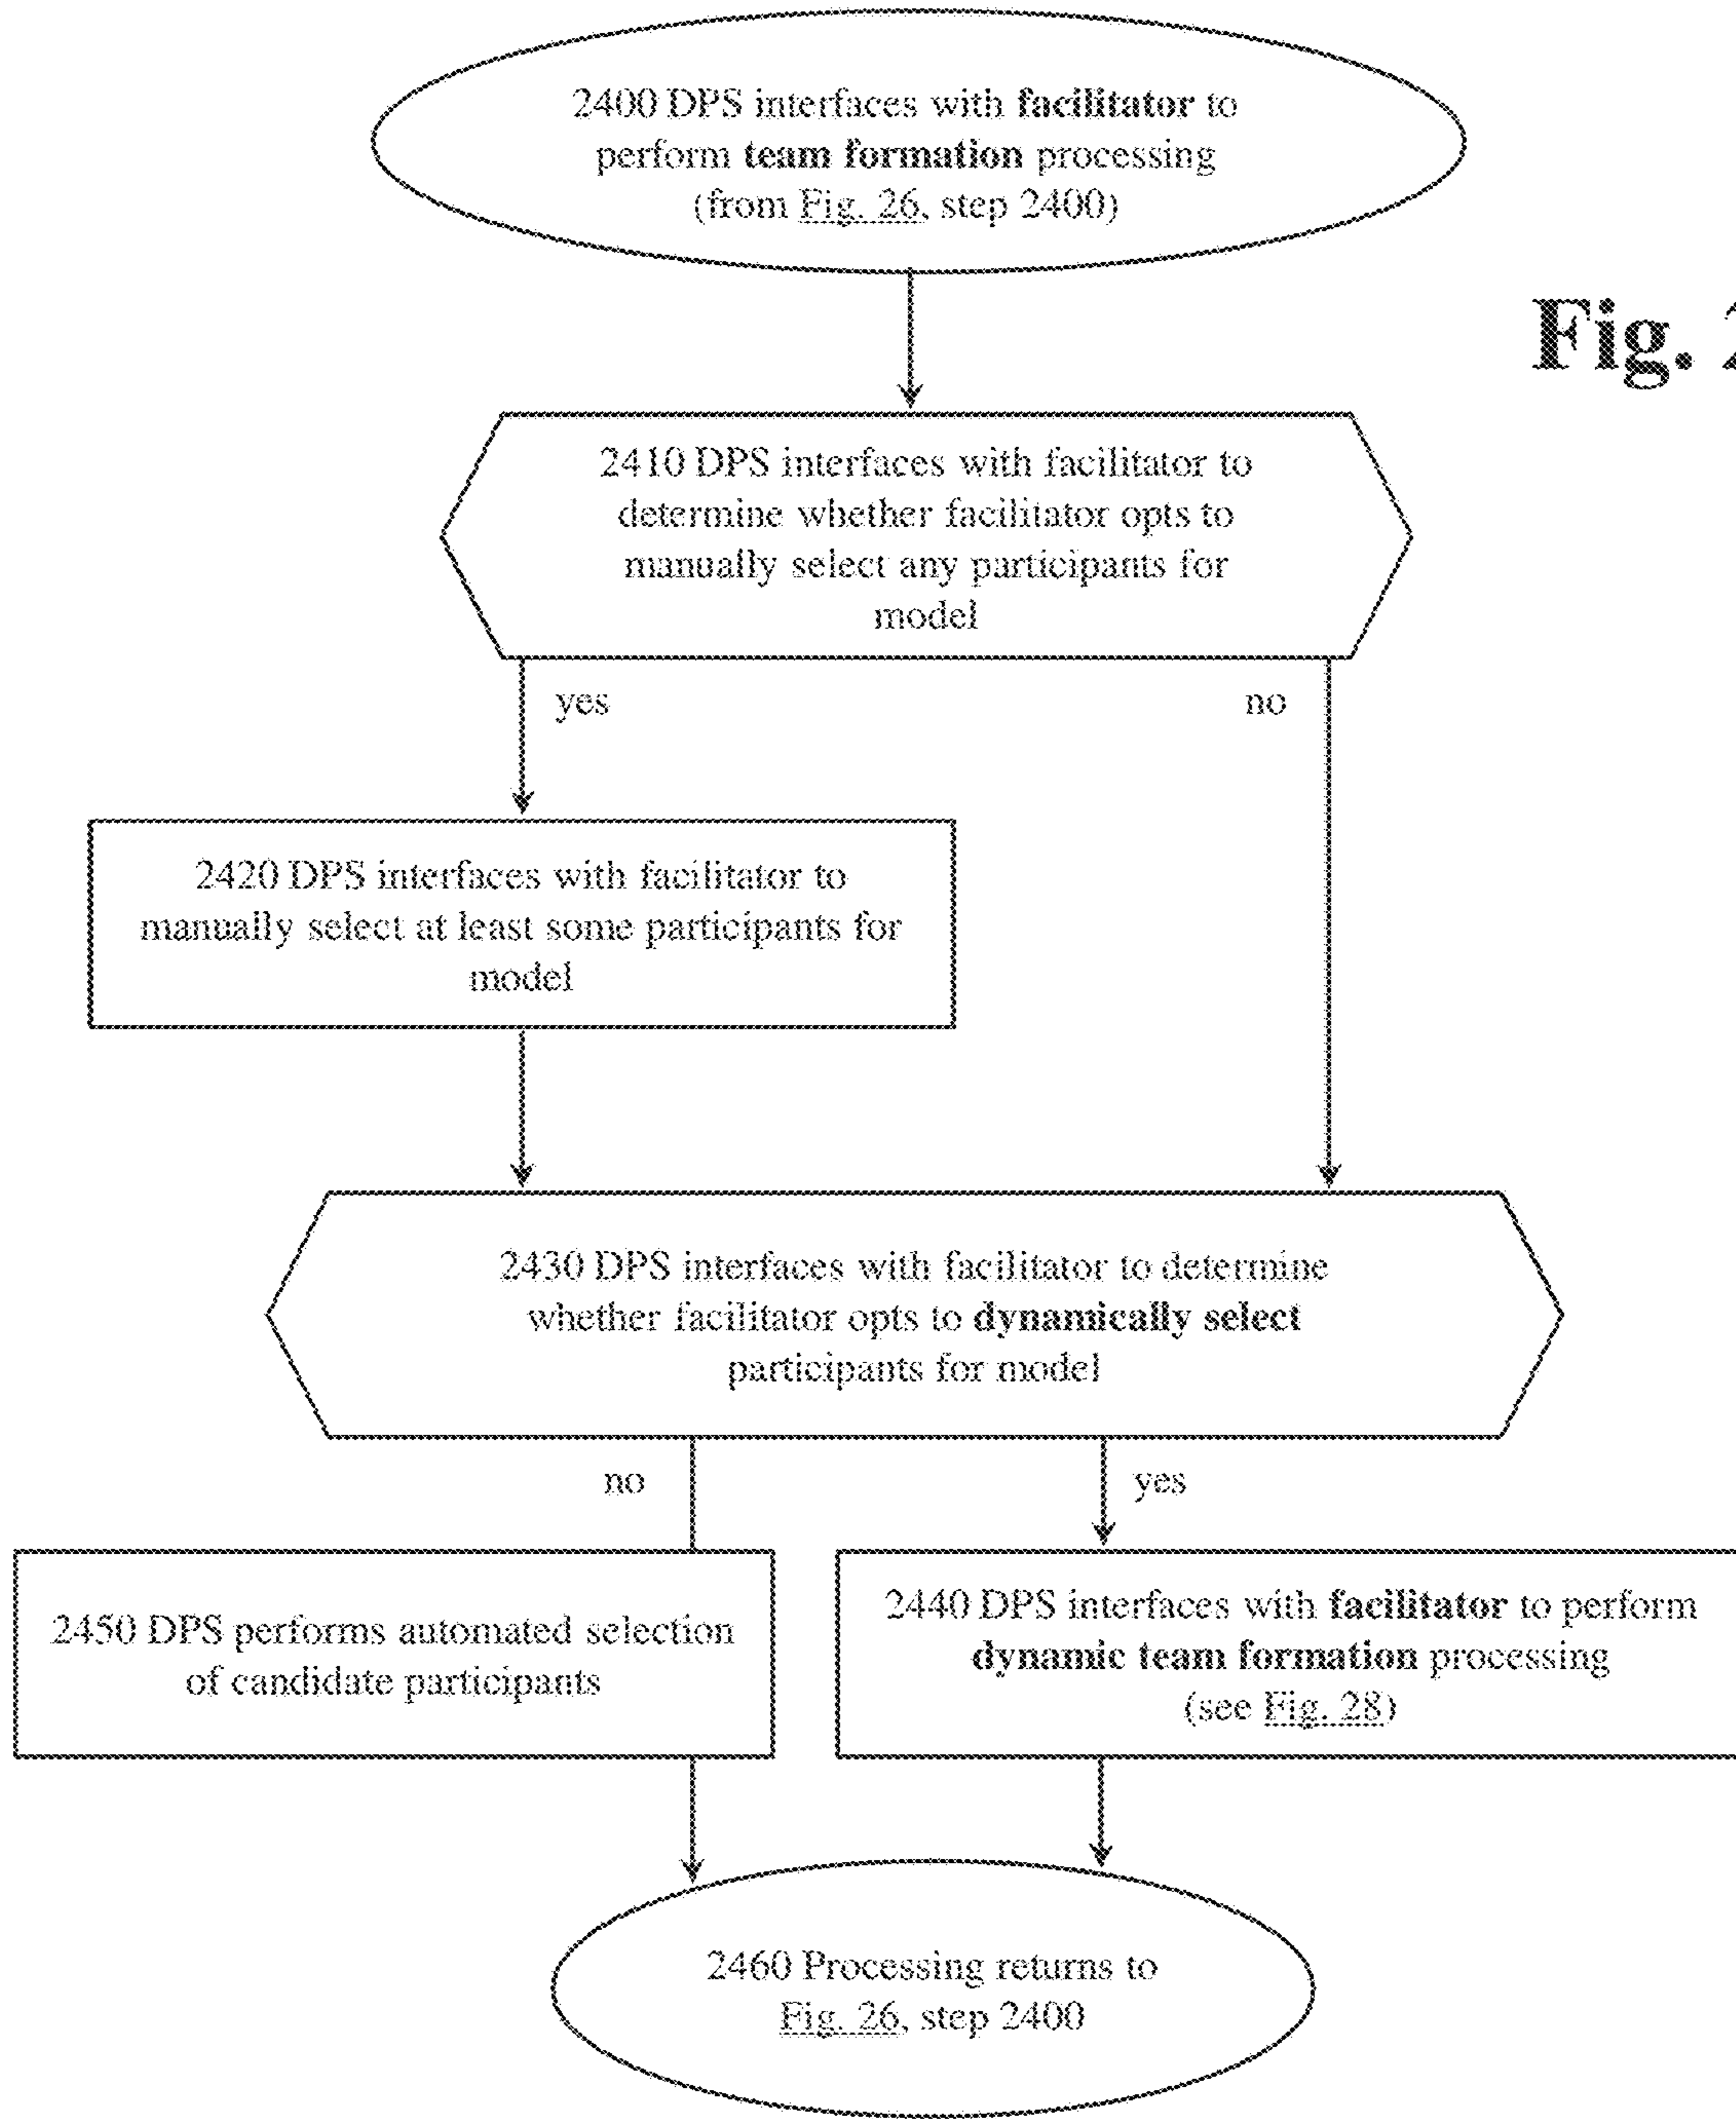 2400 DPS interfaces with facilitator to
perform team formation processing
(from Fig. 26, step 2400)
Fig. 2
2410 DPS interfaces with facilitator to
determine whether facilitator opts to
manually select any participants for
model
yes
no
2420 DPS interfaces with facilitator to
manually select at least some participants for
model
2430 DPS interfaces with facilitator to determine
whether facilitator opts to dynamically select
participants for model
no
yes
2450 DPS performs automated selection
of candidate participants
2440 DPS interfaces with facilitator to perform
dynamic team formation processing
(see Fig. 28)
2460 Processing returns to
Fig. 26, step 2400